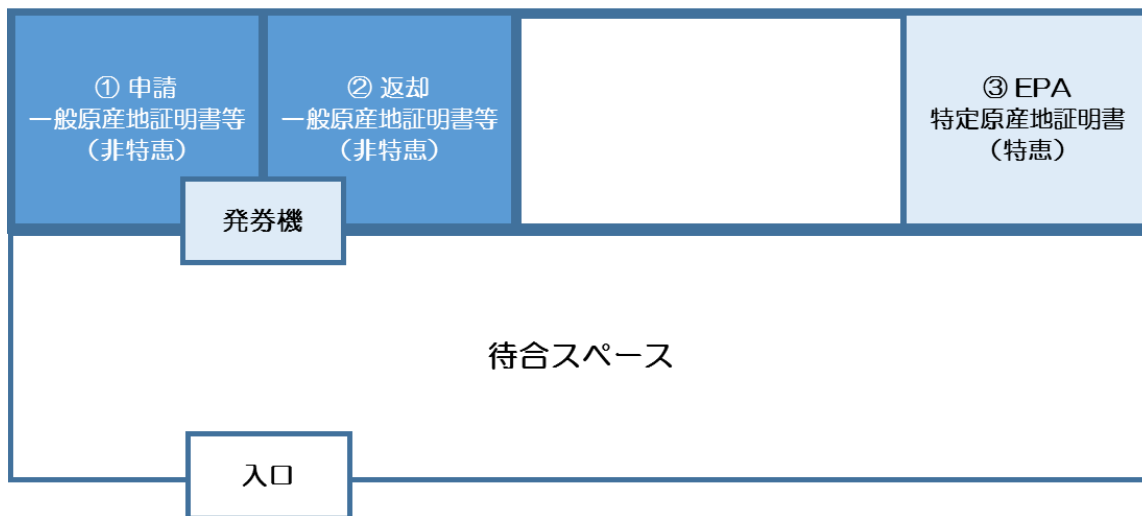 ① 申請
一般原産地証明書等
（非特恵）
② 返却
一般原産地証明書等
（非特恵）
③ EPA
特定原産地証明書
（特恵）
発券機
待合スペース
入口